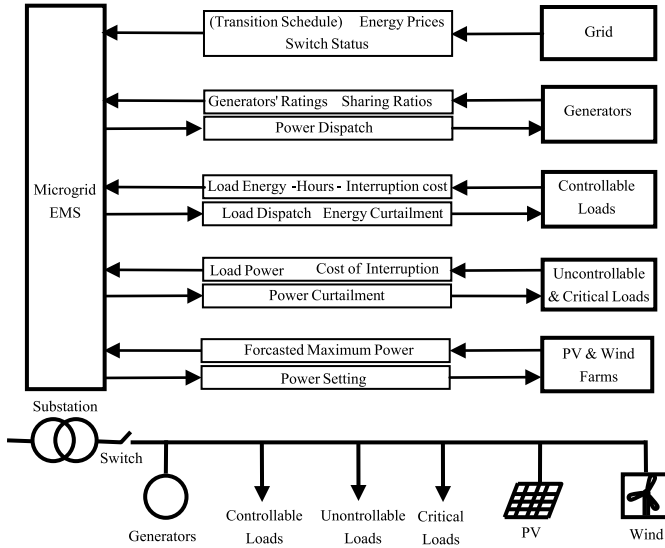 (Transition Schedule) Energy Prices
Switch Status
Grid
Generators' Ratings Sharing Ratios
Power Dispatch
Generators
Microgrid
EMS
Load Energy -Hours - Interruption cost
Load Dispatch Energy Curtailment
Controllable
Loads
Load Power Cost of Interruption
Power Curtailment
Uncontrollable
& Critical Loads
Forcasted Maximum Power
Power Setting
PV & Wind
Farms
Substation
Switch
Generators
Controllable
Loads
Unontrollable
Loads
Critical
Loads
PV
Wind